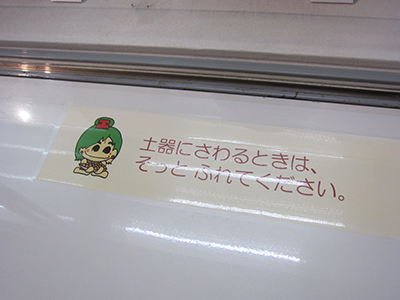 土器にさわるときは、
そっと ふれてください。